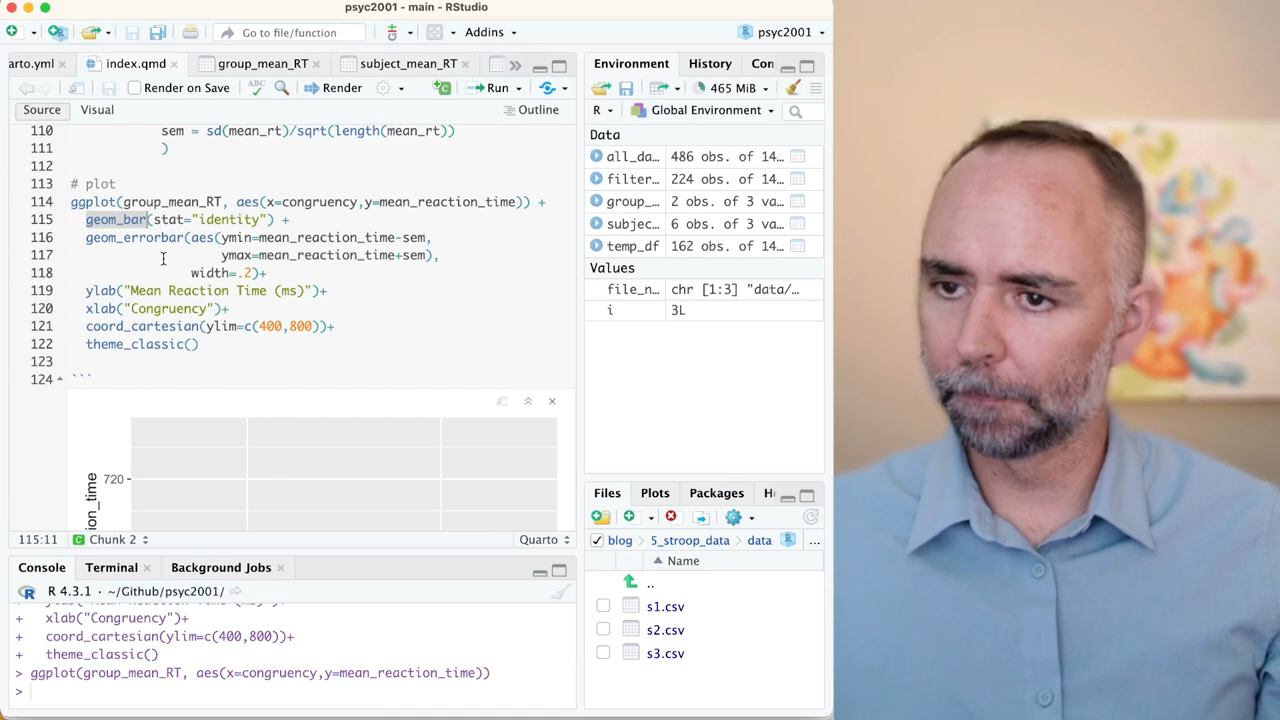 psyc2001 - main - RStudio
Go to file/function
Addins
psyc2001
arto.yml
index.qmd
group_mean_RT
subject_mean_RT
Render on Save
ABC
Render
Run
Source
Visual
Outline
110 sem = sd(mean_rt)/sqrt(length(mean_rt))
111 )
112
113 # plot
114 ggplot(group_mean_RT, aes(x=congruency,y=mean_reaction_time)) +
115 geom_bar(stat="identity") +
116 geom_errorbar(aes(ymin=mean_reaction_time-sem,
117 ymax=mean_reaction_time+sem),
118 width=.2)+
119 ylab("Mean Reaction Time (ms)")+
120 xlab("Congruency")+
121 coord_cartesian(ylim=c(400,800))+
122 theme_classic()
123
124 ```
ion_time
720
115:11
Chunk 2
Quarto
Console
Terminal
Background Jobs
R 4.3.1 · ~/Github/psyc2001/
+ xlab("Congruency")+
+ coord_cartesian(ylim=c(400,800))+
+ theme_classic()
> ggplot(group_mean_RT, aes(x=congruency,y=mean_reaction_time))
>
Environment
History
Con
465 MiB
R
Global Environment
Data
all_da… 486 obs. of 14…
filter… 224 obs. of 14…
group_… 2 obs. of 3 va…
subjec… 6 obs. of 3 va…
temp_df 162 obs. of 14…
Values
file_n… chr [1:3] "data/…
i 3L
Files
Plots
Packages
H
blog
5_stroop_data
data
...
Name
..
s1.csv
s2.csv
s3.csv